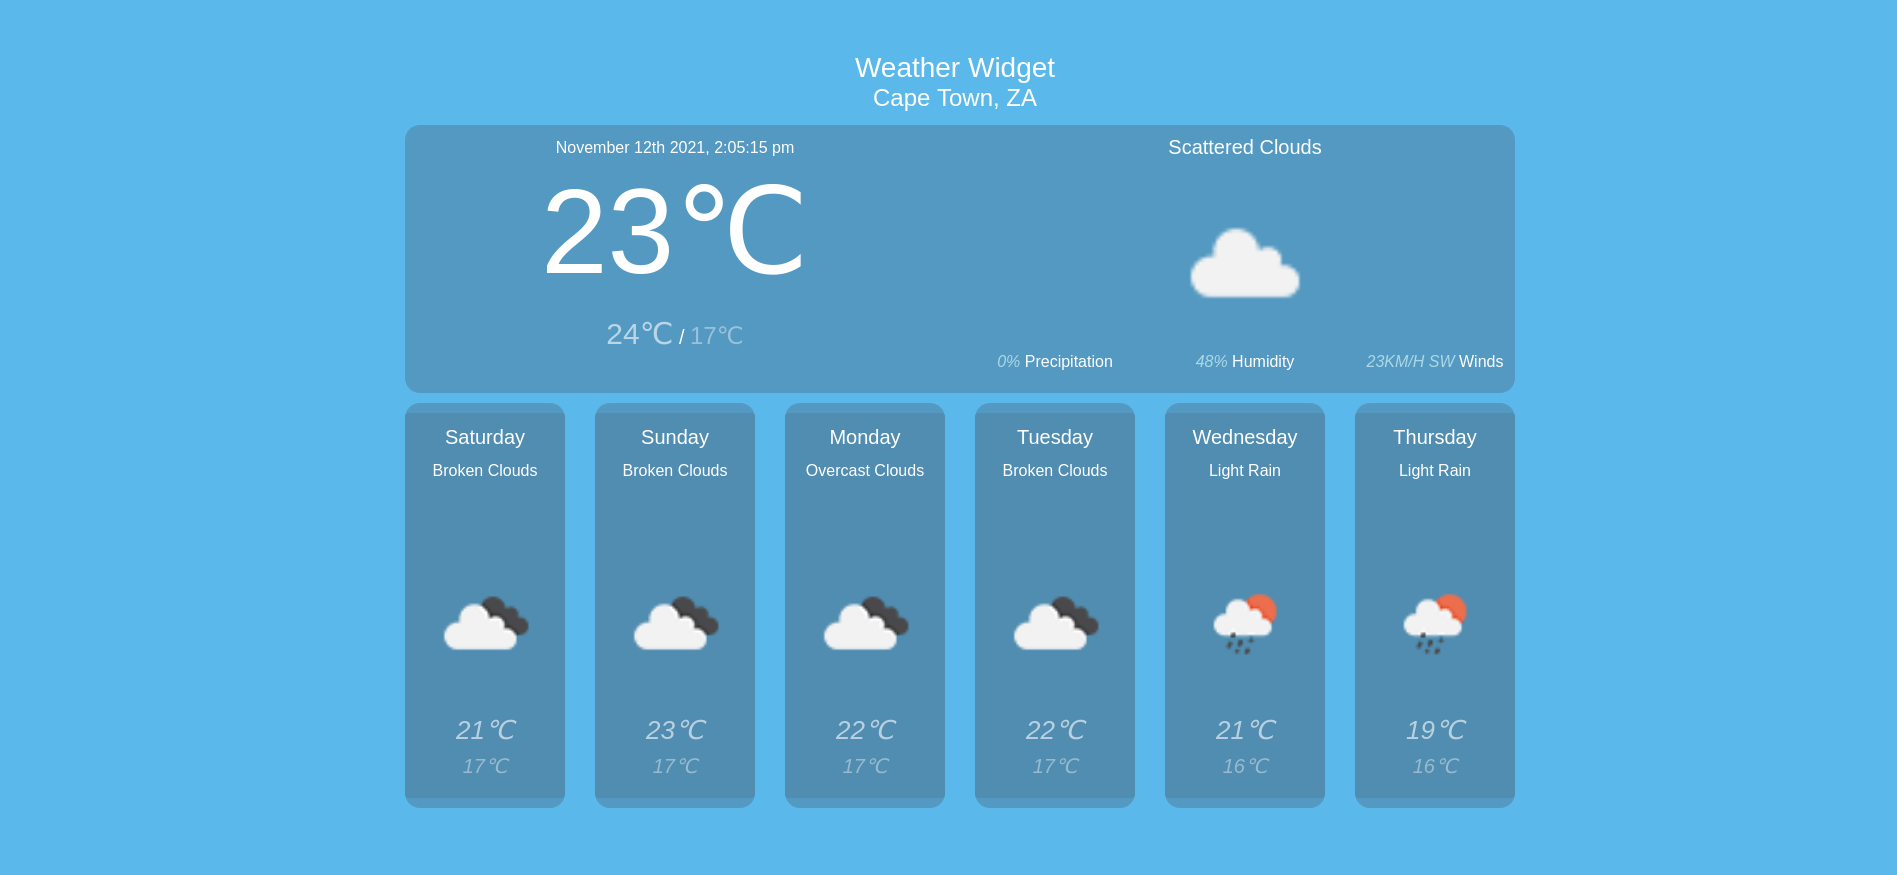 Weather Widget
Cape Town, ZA
November 12th 2021, 2:05:15 pm
23℃
24℃ / 17℃
Scattered Clouds
0% Precipitation
48% Humidity
23KM/H SW Winds
Saturday
Broken Clouds
21℃
17℃
Sunday
Broken Clouds
23℃
17℃
Monday
Overcast Clouds
22℃
17℃
Tuesday
Broken Clouds
22℃
17℃
Wednesday
Light Rain
21℃
16℃
Thursday
Light Rain
19℃
16℃